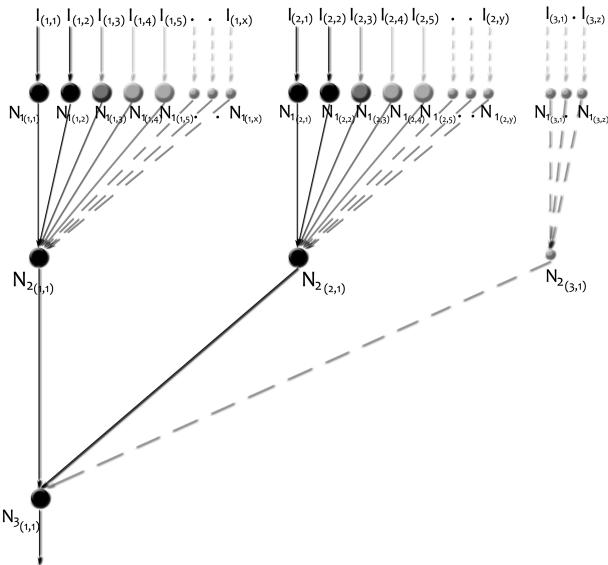 I(1,1) I(1,2) I(1,3) I(1,4) I(1,5) . . I(1,x) I(2,1) I(2,2) I(2,3) I(2,4) I(2,5) . . I(2,y) I(3,1) . I(3,z)
N1(1,1) N1(1,2) N1(1,3) N1(1,4) N1(1,5) . . N1(1,x) N1(2,1) N1(2,2) N1(2,3) N1(2,4) N1(2,5) . . N1(2,y) N1(3,1) . N1(3,z)
N2(1,1) N2(2,1) N2(3,1)
N3(1,1)